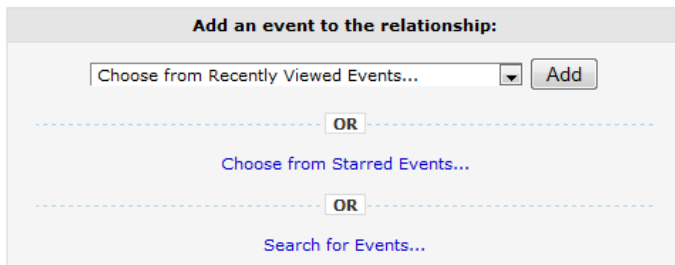 Add an event to the relationship:
Choose from Recently Viewed Events... Add
OR
Choose from Starred Events...
OR
Search for Events...